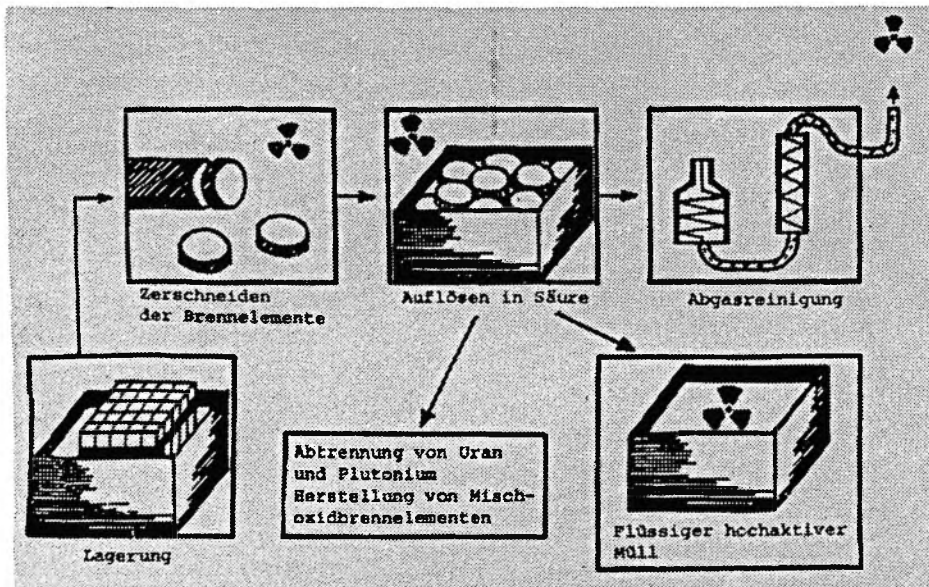 Zerschneiden
der Brennelemente
Auflösen in Säure
Abgasreinigung
Lagerung
Abtrennung von Uran
und Plutonium
Herstellung von Misch-
oxidbrennelementen
Flüssiger hochaktiver
Müll